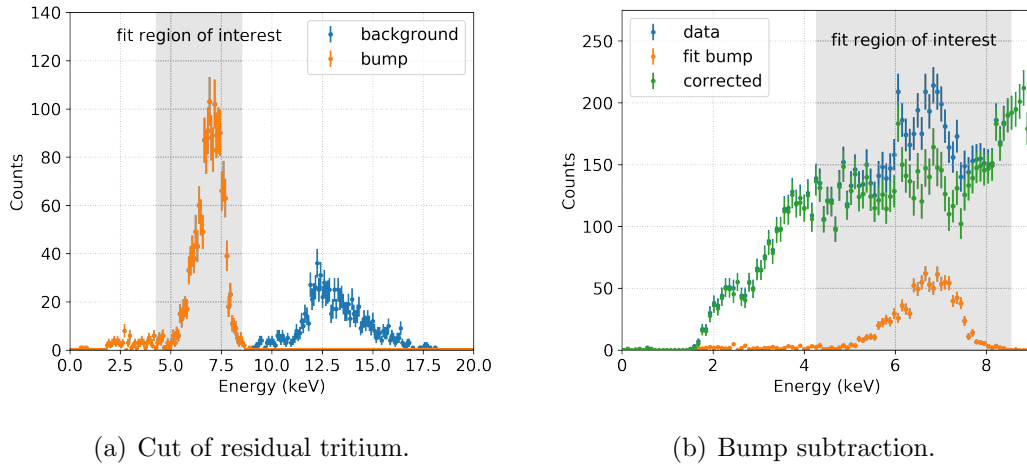 140
120
100
80
60
40
20
0
Counts
0.0 2.5 5.0 7.5 10.0 12.5 15.0 17.5 20.0
Energy (keV)
fit region of interest
background
bump
(a) Cut of residual tritium.
250
200
150
100
50
0
Counts
0 2 4 6 8
Energy (keV)
data
fit bump
corrected
fit region of interest
(b) Bump subtraction.